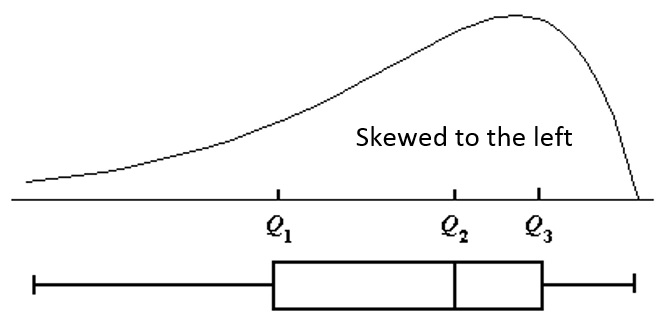 Skewed to the left
Q1 Q2 Q3